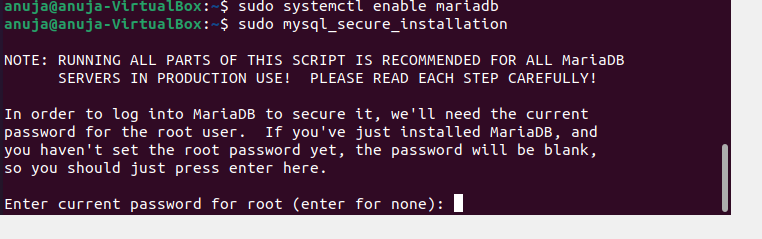 anuja@anuja-VirtualBox:~$ sudo systemctl enable mariadb
anuja@anuja-VirtualBox:~$ sudo mysql_secure_installation
NOTE: RUNNING ALL PARTS OF THIS SCRIPT IS RECOMMENDED FOR ALL MariaDB
SERVERS IN PRODUCTION USE!  PLEASE READ EACH STEP CAREFULLY!
In order to log into MariaDB to secure it, we'll need the current
password for the root user.  If you've just installed MariaDB, and
you haven't set the root password yet, the password will be blank,
so you should just press enter here.
Enter current password for root (enter for none):